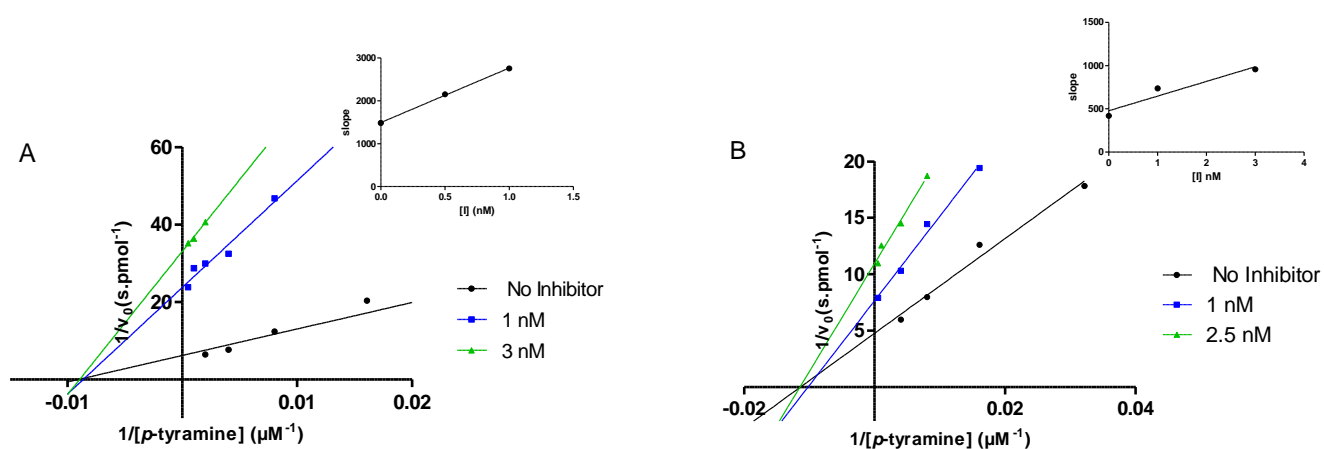 A
60
40
20
-0.01
0.01
0.02
1/v₀(s.pmol⁻¹)
1/[p-tyramine] (µM⁻¹)
3000
2000
1000
0
0.0
0.5
1.0
1.5
slope
[I] (nM)
No Inhibitor
1 nM
3 nM
B
20
15
10
5
-0.02
0.02
0.04
1/v₀(s.pmol⁻¹)
1/[p-tyramine] (µM⁻¹)
1500
1000
500
0
0
1
2
3
4
slope
[I] nM
No Inhibitor
1 nM
2.5 nM